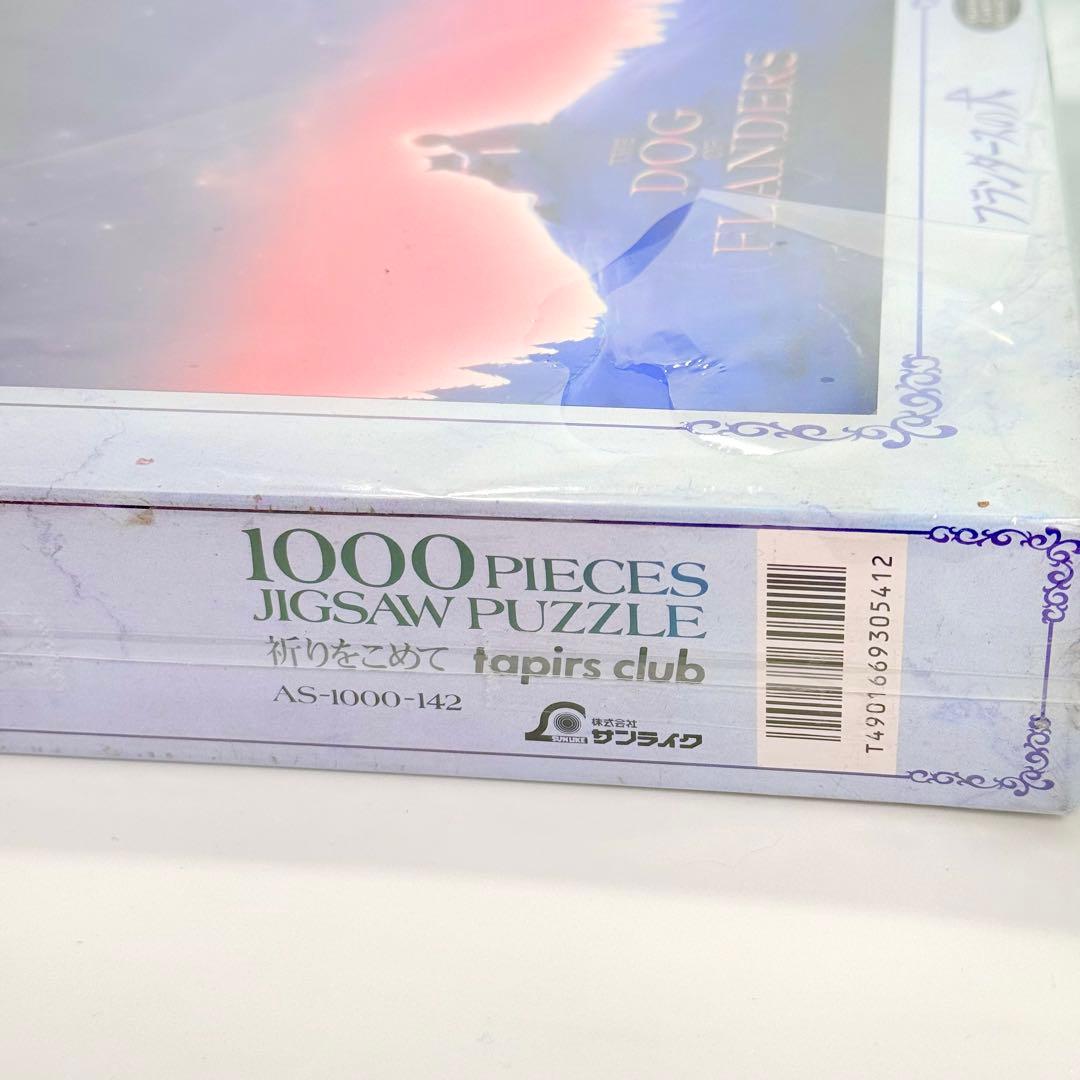 THE
DOG
OF
FLANDERS
フランダースの犬
1000 PIECES
JIGSAW PUZZLE
祈りをこめて tapirs club
AS-1000-142
SUNLIKE
株式会社
サンライク
T4901669305412